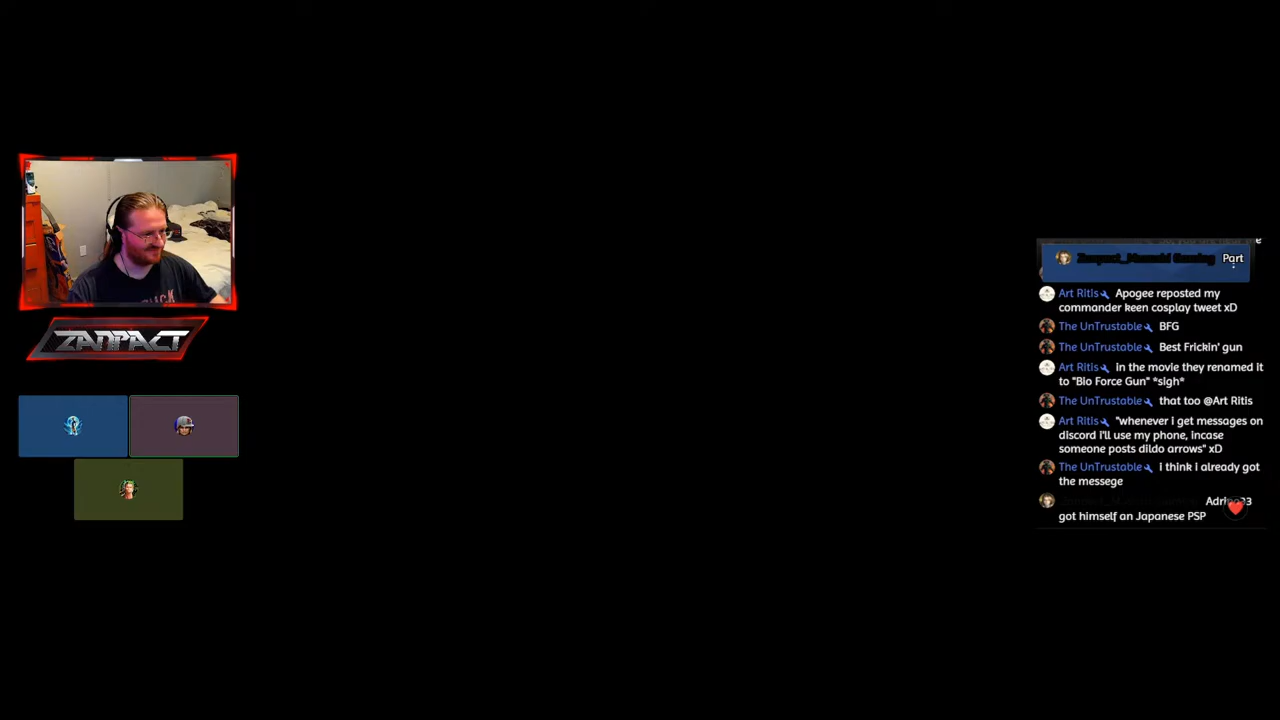 ZANPACT
Part
Art Ritis Apogee reposted my
commander keen cosplay tweet xD
The UnTrustable BFG
Best Frickin' gun
The UnTrustable
Art Ritis in the movie they renamed it
to "Bio Force Gun" *sigh*
The UnTrustable that too @Art Ritis
Art Ritis "whenever i get messages on
discord i'll use my phone, incase
someone posts dildo arrows" xD
The UnTrustable i think i already got
the messege
got himself an Japanese PSP